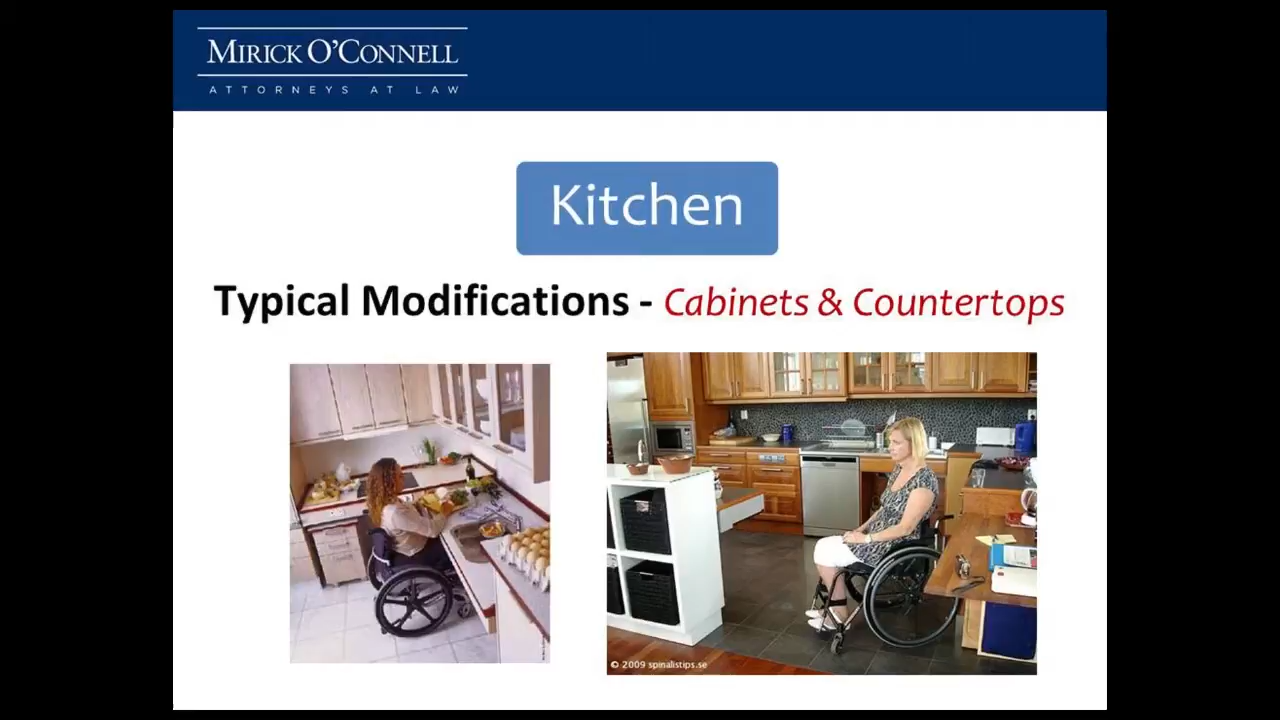 MIRICK O'CONNELL
ATTORNEYS AT LAW
Kitchen
Typical Modifications - Cabinets & Countertops
© 2009 spinalistips.se